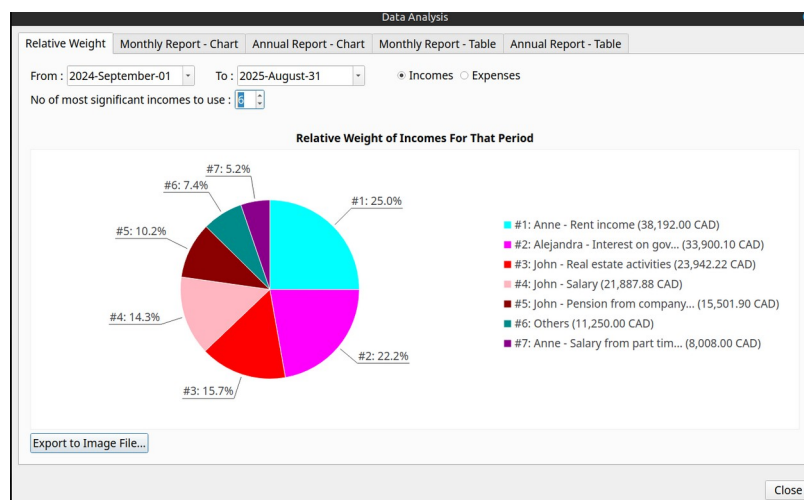 Data Analysis
Relative Weight
Monthly Report - Chart
Annual Report - Chart
Monthly Report - Table
Annual Report - Table
From : 2024-September-01 To : 2025-August-31 Incomes Expenses
No of most significant incomes to use : 6
Relative Weight of Incomes For That Period
#7: 5.2%
#6: 7.4%
#1: 25.0%
#5: 10.2%
#4: 14.3%
#2: 22.2%
#3: 15.7%
#1: Anne - Rent income (38,192.00 CAD)
#2: Alejandra - Interest on gov... (33,900.10 CAD)
#3: John - Real estate activities (23,942.22 CAD)
#4: John - Salary (21,887.88 CAD)
#5: John - Pension from company... (15,501.90 CAD)
#6: Others (11,250.00 CAD)
#7: Anne - Salary from part tim... (8,008.00 CAD)
Export to Image File...
Close